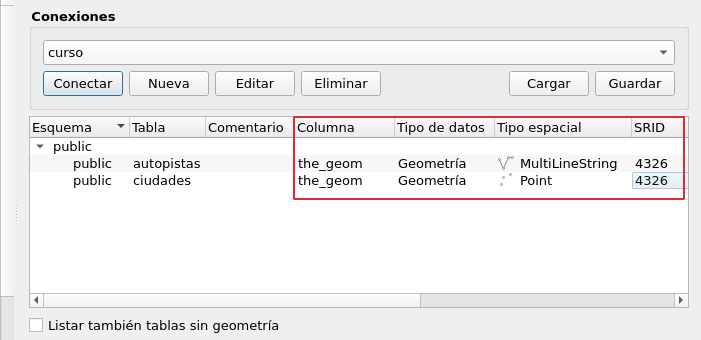 Conexiones
curso
Conectar Nueva Editar Eliminar Cargar Guardar
Esquema Tabla Comentario Columna Tipo de datos Tipo espacial SRID
public
public autopistas the_geom Geometría MultiLineString 4326
public ciudades the_geom Geometría Point 4326
Listar también tablas sin geometría